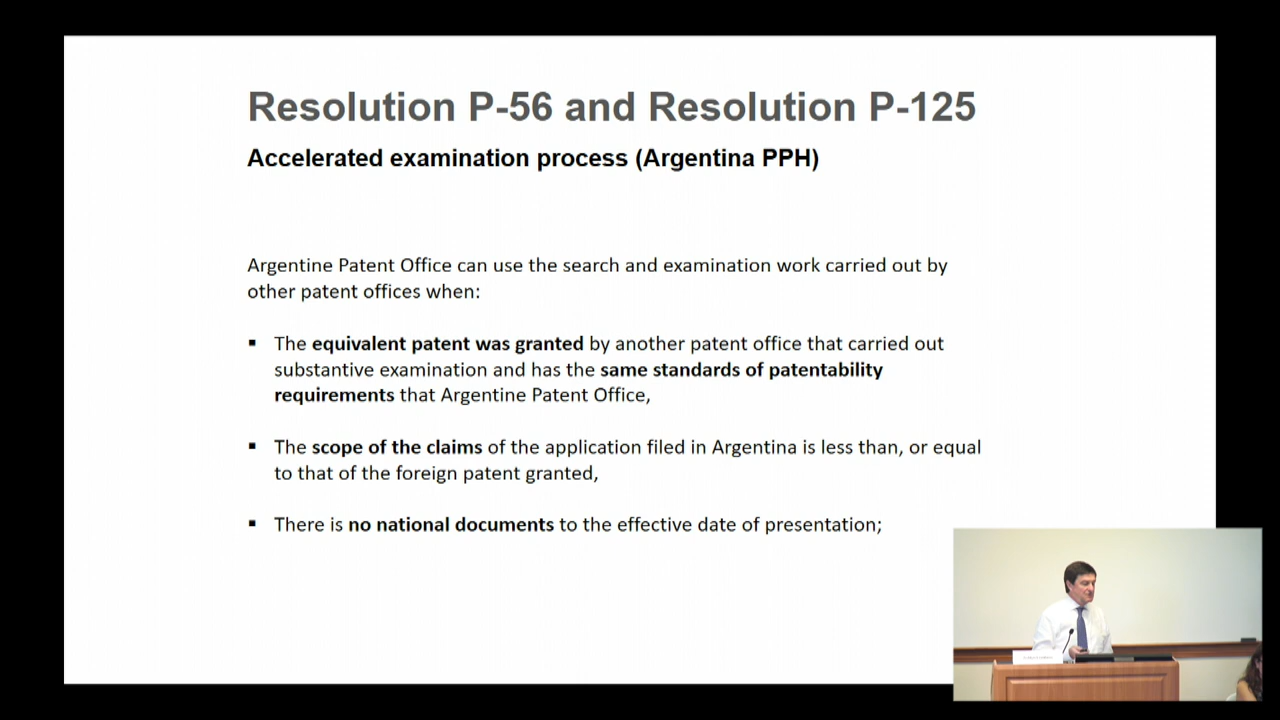 Resolution P-56 and Resolution P-125
Accelerated examination process (Argentina PPH)
Argentine Patent Office can use the search and examination work carried out by
other patent offices when:
▪ The equivalent patent was granted by another patent office that carried out
substantive examination and has the same standards of patentability
requirements that Argentine Patent Office,
▪ The scope of the claims of the application filed in Argentina is less than, or equal
to that of the foreign patent granted,
▪ There is no national documents to the effective date of presentation;